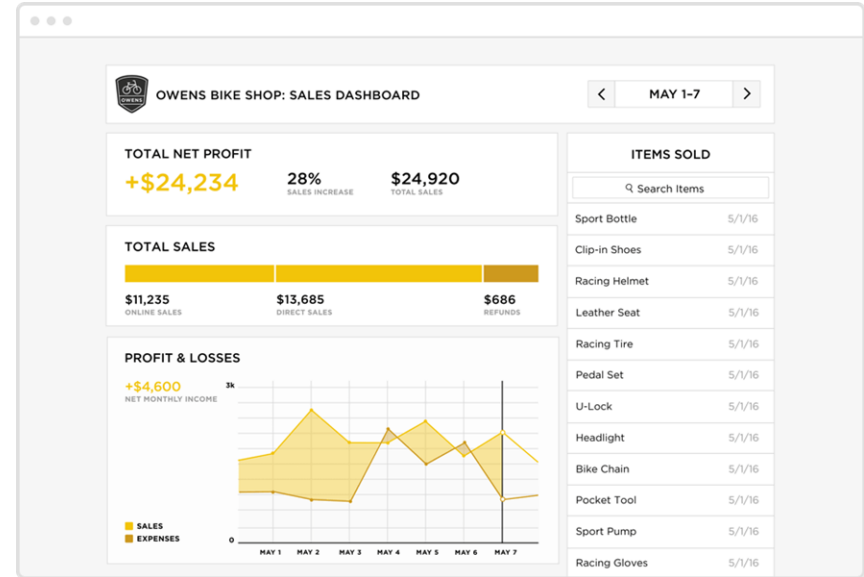 OWENS
OWENS BIKE SHOP: SALES DASHBOARD
MAY 1–7
TOTAL NET PROFIT
+$24,234
28%
SALES INCREASE
$24,920
TOTAL SALES
TOTAL SALES
$11,235
ONLINE SALES
$13,685
DIRECT SALES
$686
REFUNDS
PROFIT & LOSSES
+$4,600
NET MONTHLY INCOME
3k
0
SALES
EXPENSES
MAY 1 MAY 2 MAY 3 MAY 4 MAY 5 MAY 6 MAY 7
ITEMS SOLD
Search Items
Sport Bottle 5/1/16
Clip-in Shoes 5/1/16
Racing Helmet 5/1/16
Leather Seat 5/1/16
Racing Tire 5/1/16
Pedal Set 5/1/16
U-Lock 5/1/16
Headlight 5/1/16
Bike Chain 5/1/16
Pocket Tool 5/1/16
Sport Pump 5/1/16
Racing Gloves 5/1/16